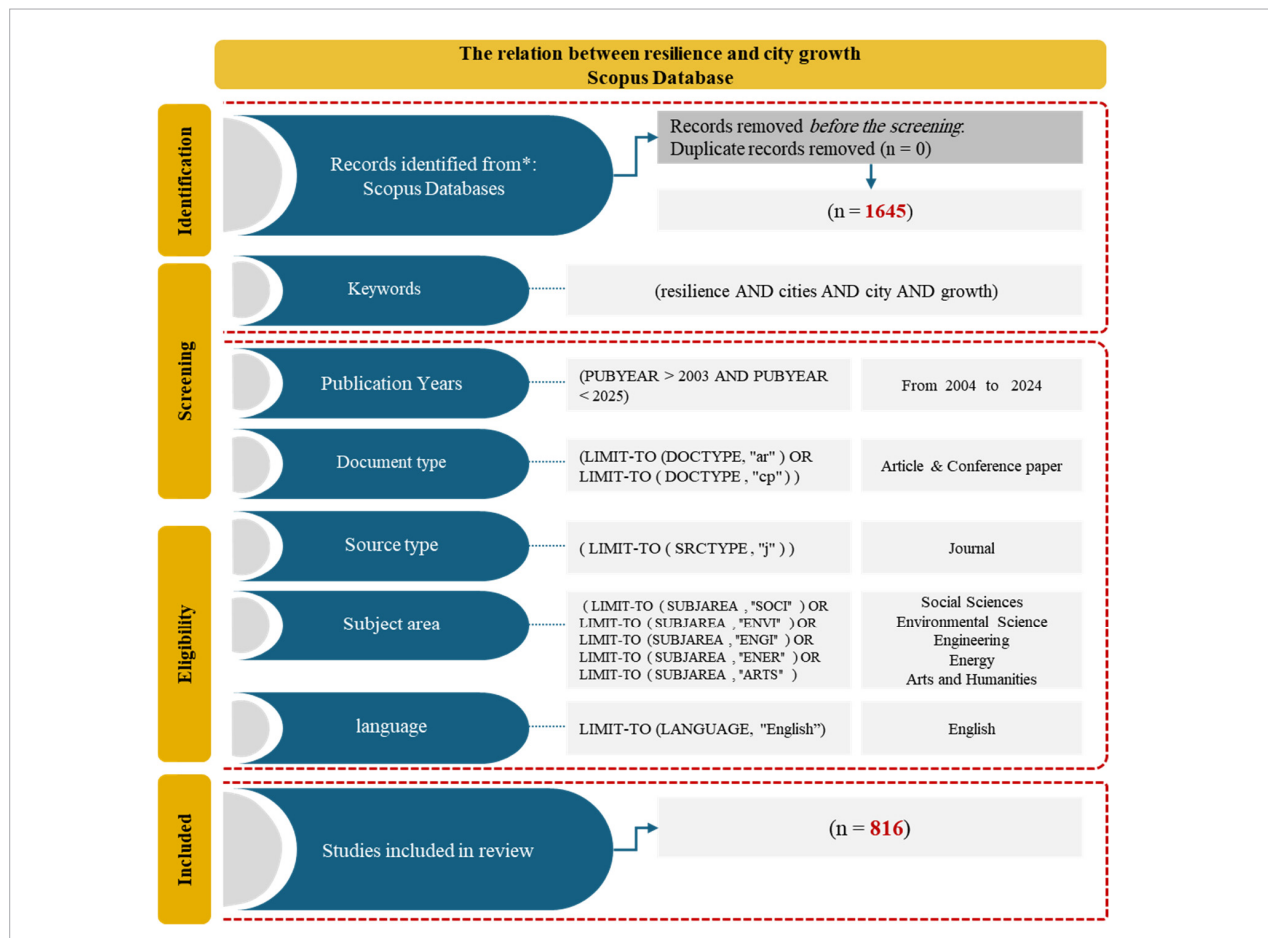 The relation between resilience and city growth
Scopus Database
Identification
Records identified from*:
Scopus Databases
Records removed before the screening:
Duplicate records removed (n = 0)
(n = 1645)
Screening
Keywords
(resilience AND cities AND city AND growth)
Publication Years
(PUBYEAR > 2003 AND PUBYEAR
< 2025)
From 2004 to 2024
Document type
(LIMIT-TO (DOCTYPE, "ar" ) OR
LIMIT-TO ( DOCTYPE , "cp" ) )
Article & Conference paper
Eligibility
Source type
( LIMIT-TO ( SRCTYPE , "j" ) )
Journal
Subject area
( LIMIT-TO ( SUBJAREA , "SOCI" ) OR
LIMIT-TO ( SUBJAREA , "ENVI" ) OR
LIMIT-TO ( SUBJAREA , "ENGI" ) OR
LIMIT-TO ( SUBJAREA , "ENER" ) OR
LIMIT-TO ( SUBJAREA , "ARTS" )
Social Sciences
Environmental Science
Engineering
Energy
Arts and Humanities
language
LIMIT-TO (LANGUAGE, "English”)
English
Included
Studies included in review
(n = 816)